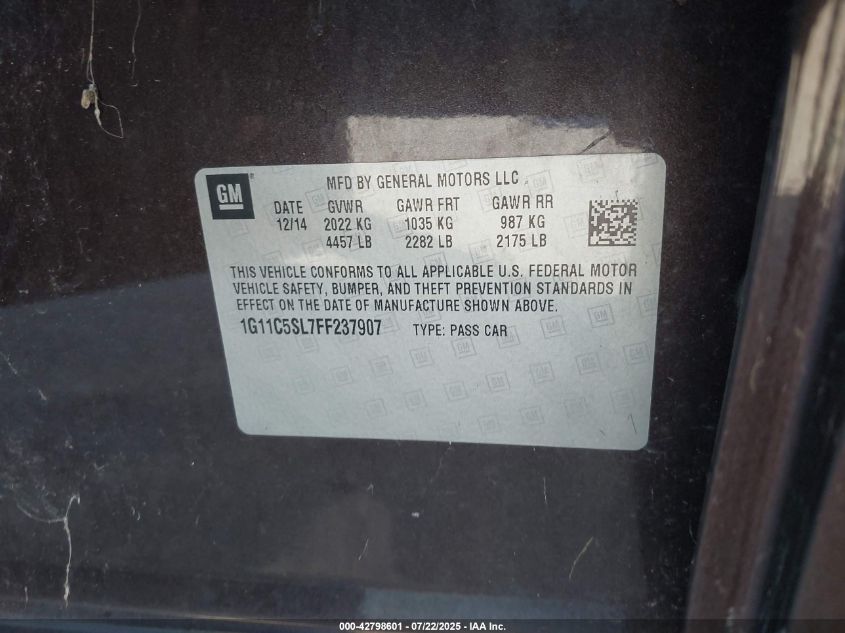 GM
MFD BY GENERAL MOTORS LLC
DATE GVWR GAWR FRT GAWR RR
12/14 2022 KG 1035 KG 987 KG
4457 LB 2282 LB 2175 LB
THIS VEHICLE CONFORMS TO ALL APPLICABLE U.S. FEDERAL MOTOR
VEHICLE SAFETY, BUMPER, AND THEFT PREVENTION STANDARDS IN
EFFECT ON THE DATE OF MANUFACTURE SHOWN ABOVE.
1G11C5SL7FF237907 TYPE: PASS CAR
000-42798601 - 07/22/2025 - IAA Inc.